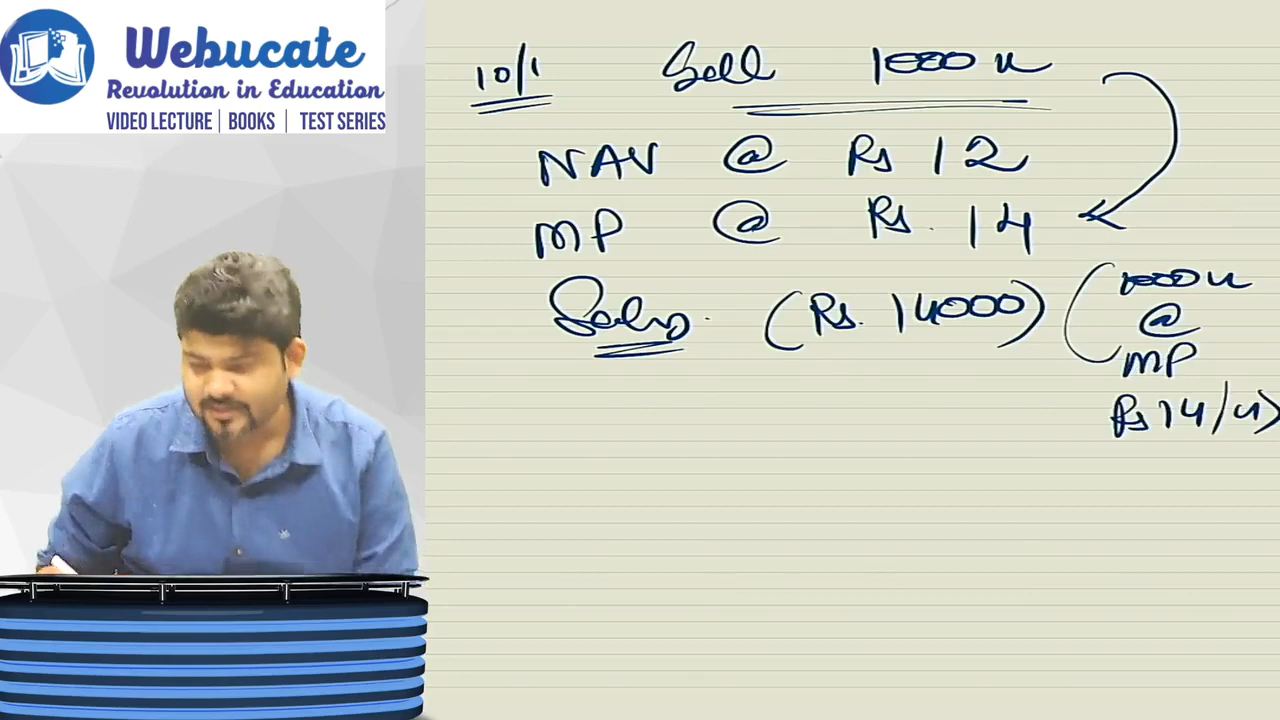 Webucate
Revolution in Education
VIDEO LECTURE | BOOKS | TEST SERIES
10/1 Sell 1000 u
NAV @ Rs 12
MP @ Rs. 14
(Rs. 14000) (1000 u
@
MP
Rs 14/u)